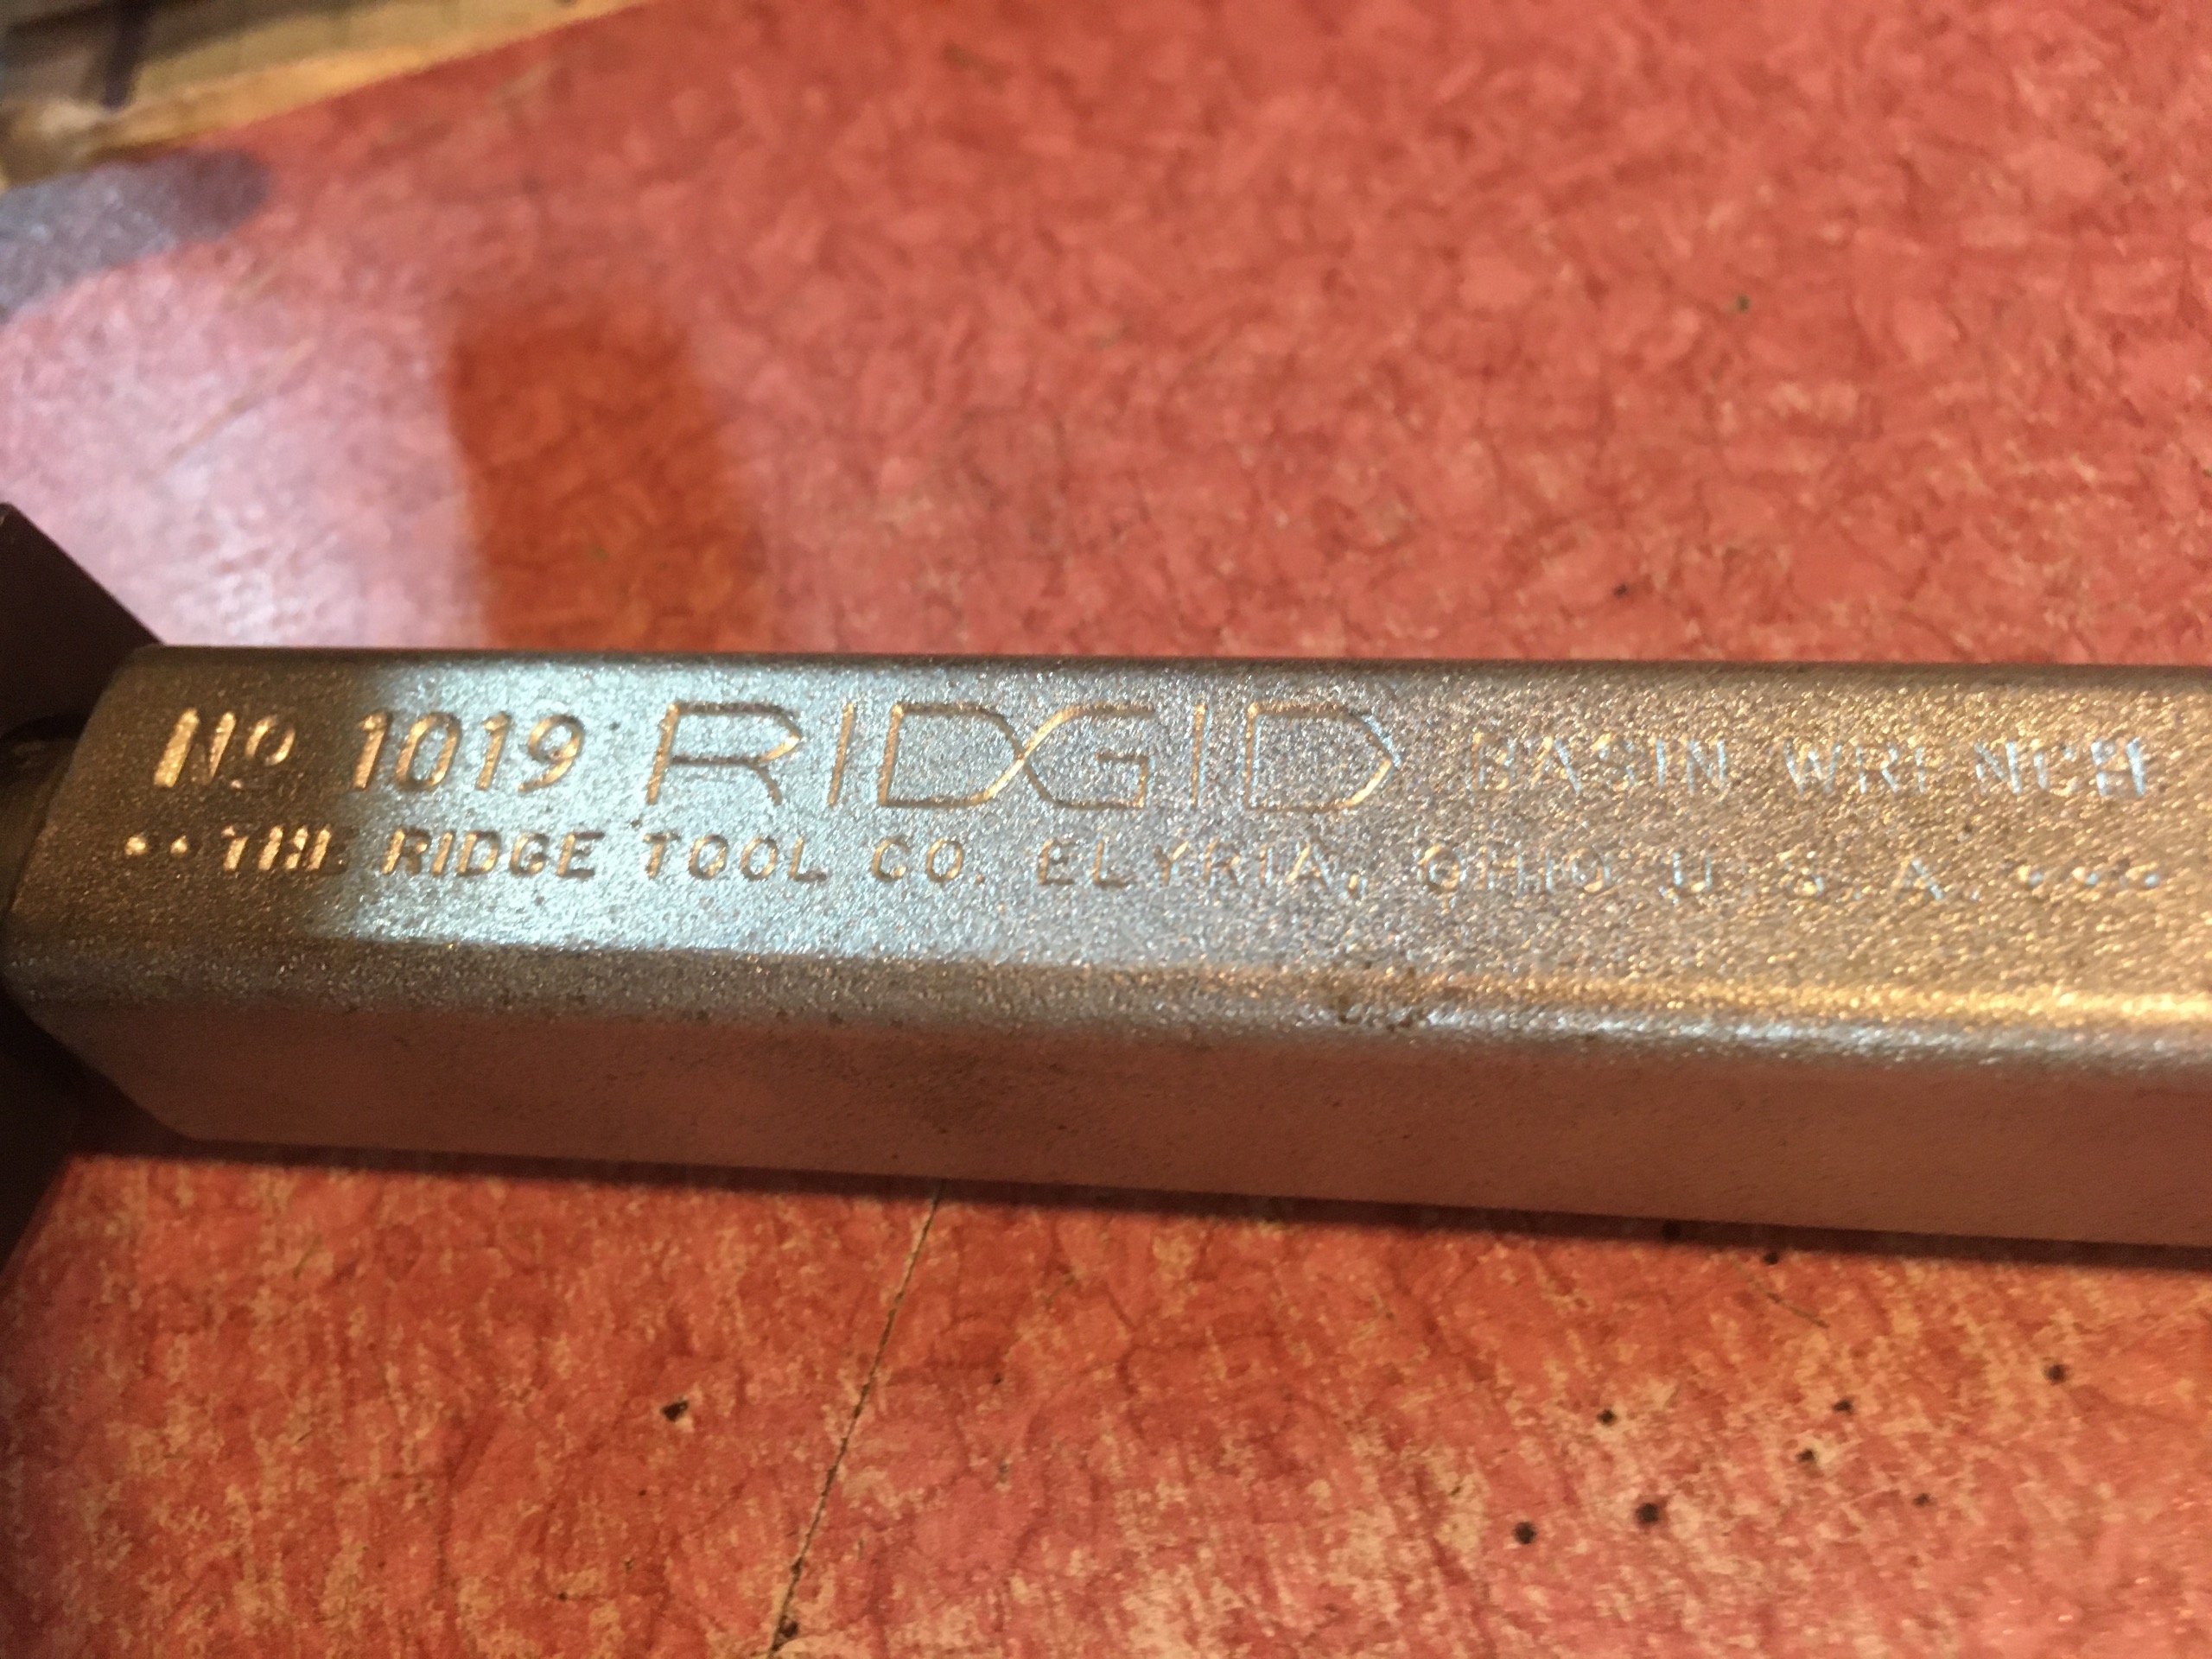 No 1019 RIDGID BASIN WRENCH
••THE RIDGE TOOL CO. ELYRIA, OHIO U.S.A.•••